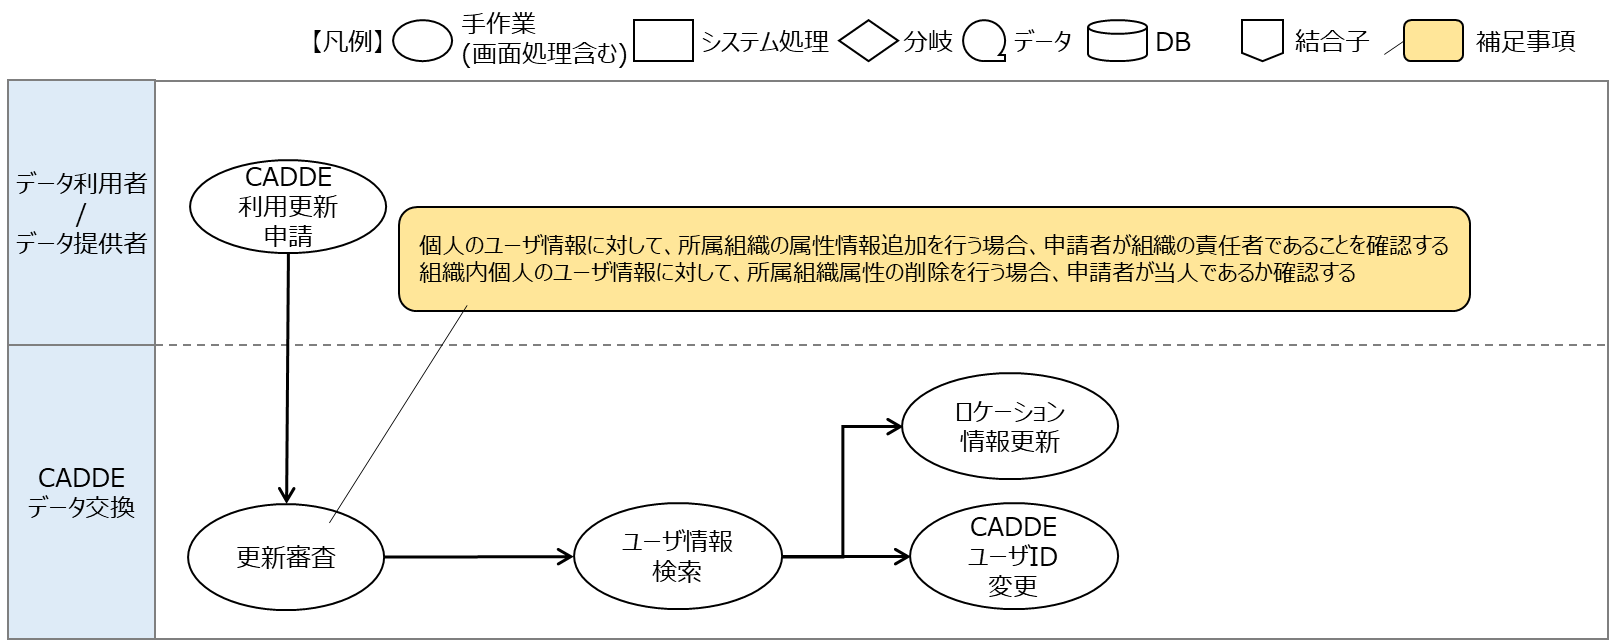 【凡例】
手作業
(画面処理含む)
システム処理
分岐
データ
DB
結合子
補足事項
データ利用者
/
データ提供者
CADDE
利用更新
申請
個人のユーザ情報に対して、所属組織の属性情報追加を行う場合、申請者が組織の責任者であることを確認する
組織内個人のユーザ情報に対して、所属組織属性の削除を行う場合、申請者が当人であるか確認する
CADDE
データ交換
更新審査
ユーザ情報
検索
ロケーション
情報更新
CADDE
ユーザID
変更